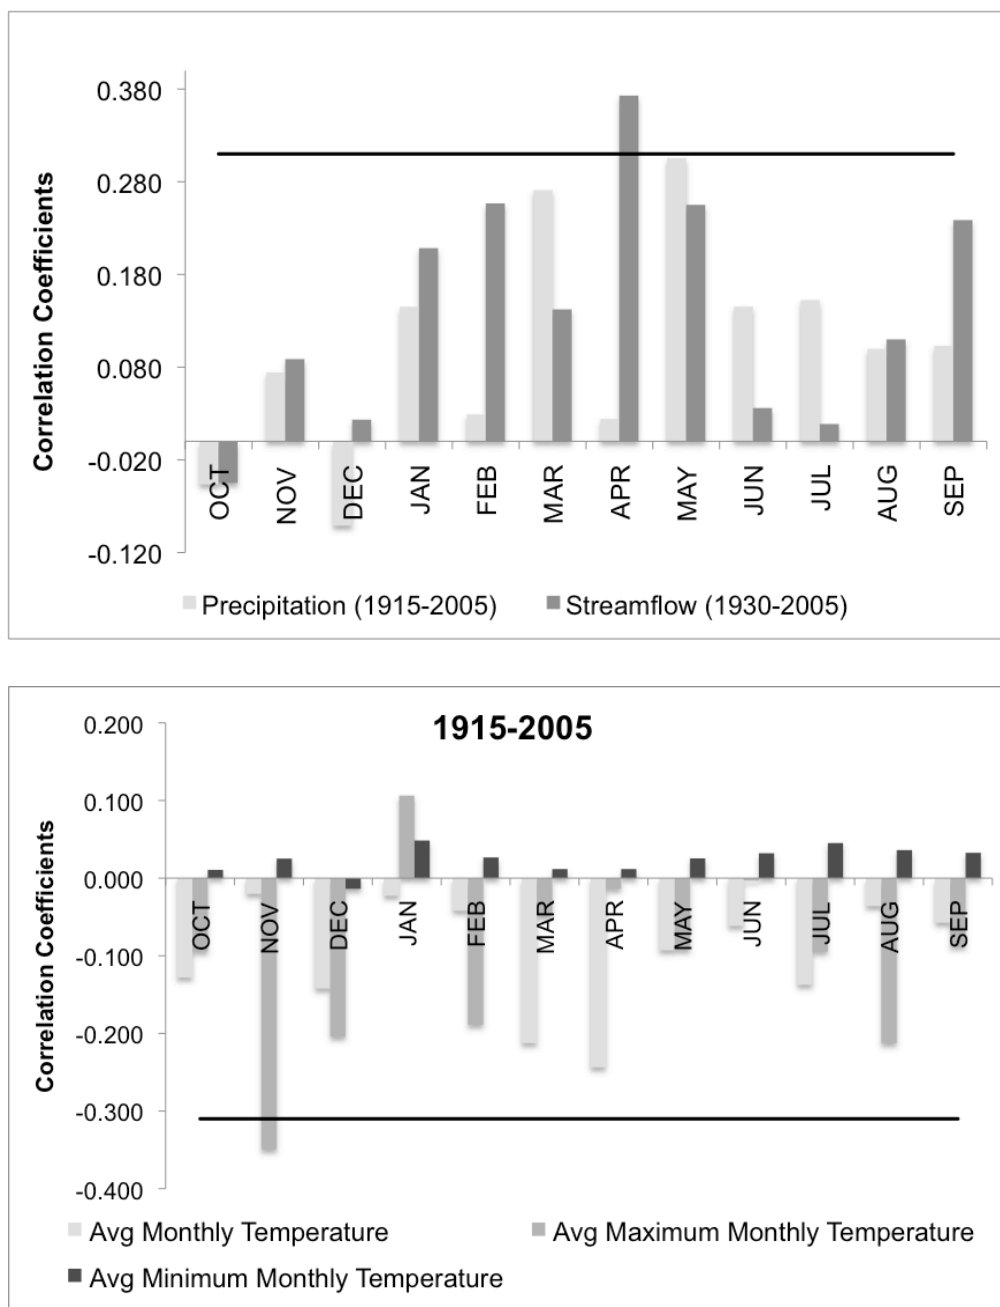 0.380
0.280
0.180
0.080
-0.020
-0.120
Correlation Coefficients
OCT NOV DEC JAN FEB MAR APR MAY JUN JUL AUG SEP
Precipitation (1915-2005) Streamflow (1930-2005)
1915-2005
0.200
0.100
0.000
-0.100
-0.200
-0.300
-0.400
Correlation Coefficients
OCT NOV DEC JAN FEB MAR APR MAY JUN JUL AUG SEP
Avg Monthly Temperature Avg Maximum Monthly Temperature
Avg Minimum Monthly Temperature